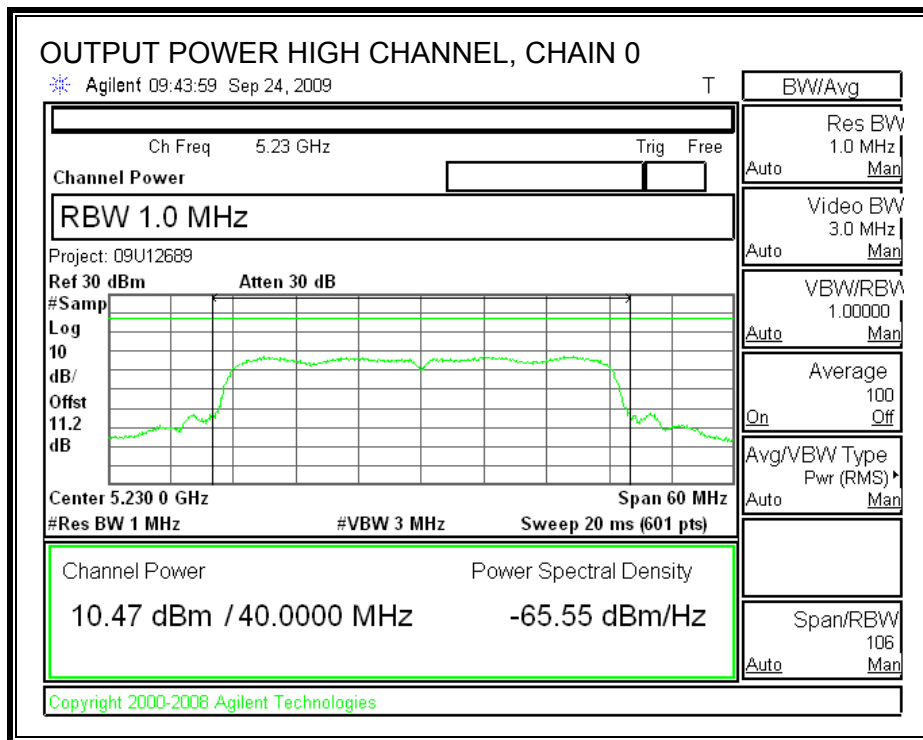 OUTPUT POWER HIGH CHANNEL, CHAIN 0
Agilent 09:43:59 Sep 24, 2009 T
Ch Freq 5.23 GHz Trig Free
Channel Power
RBW 1.0 MHz
Project: 09U12689
Ref 30 dBm Atten 30 dB
#Samp
Log
10
dB/
Offst
11.2
dB
Center 5.230 0 GHz Span 60 MHz
#Res BW 1 MHz #VBW 3 MHz Sweep 20 ms (601 pts)
Channel Power Power Spectral Density
10.47 dBm / 40.0000 MHz -65.55 dBm/Hz
Copyright 2000-2008 Agilent Technologies
BW/Avg
Res BW
1.0 MHz
Auto Man
Video BW
3.0 MHz
Auto Man
VBW/RBW
1.00000
Auto Man
Average
100
On Off
Avg/VBW Type
Pwr (RMS)
Auto Man
Span/RBW
106
Auto Man